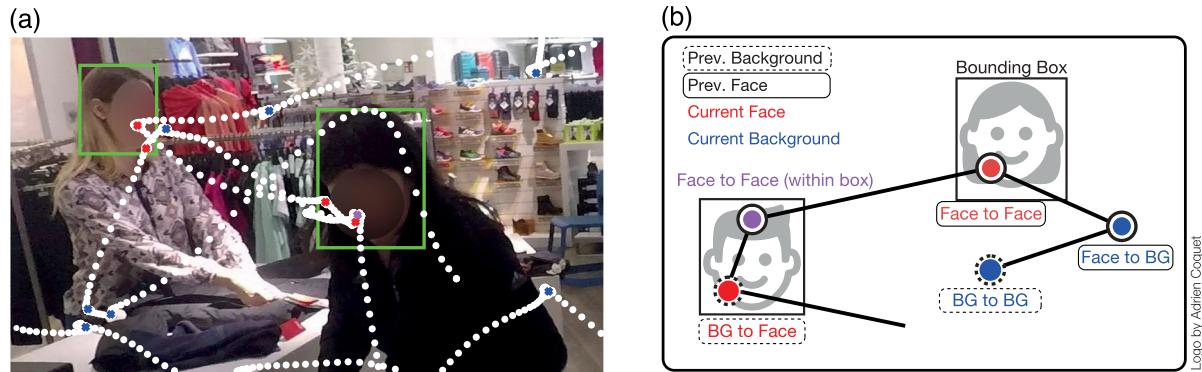 (a)
(b)
Prev. Background
Prev. Face
Current Face
Current Background
Bounding Box
Face to Face (within box)
Face to Face
Face to BG
BG to BG
BG to Face
Logo by Adrien Coquet